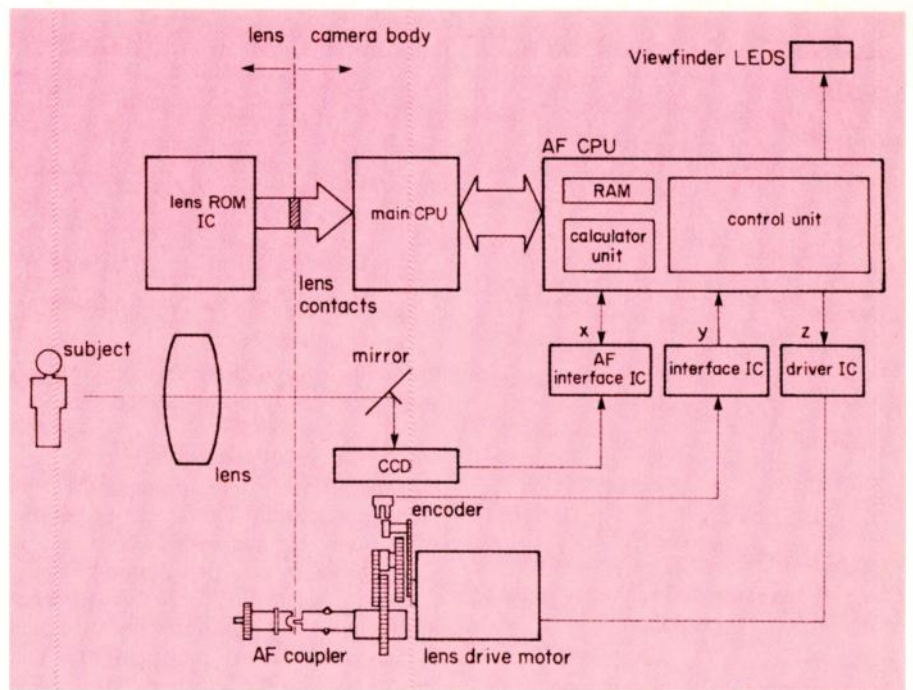 lens camera body
Viewfinder LEDS
AF CPU
lens ROM
IC
main CPU
RAM
calculator
unit
control unit
lens
contacts
x
y
z
subject
mirror
AF
interface IC
interface IC
driver IC
lens
CCD
encoder
AF coupler
lens drive motor